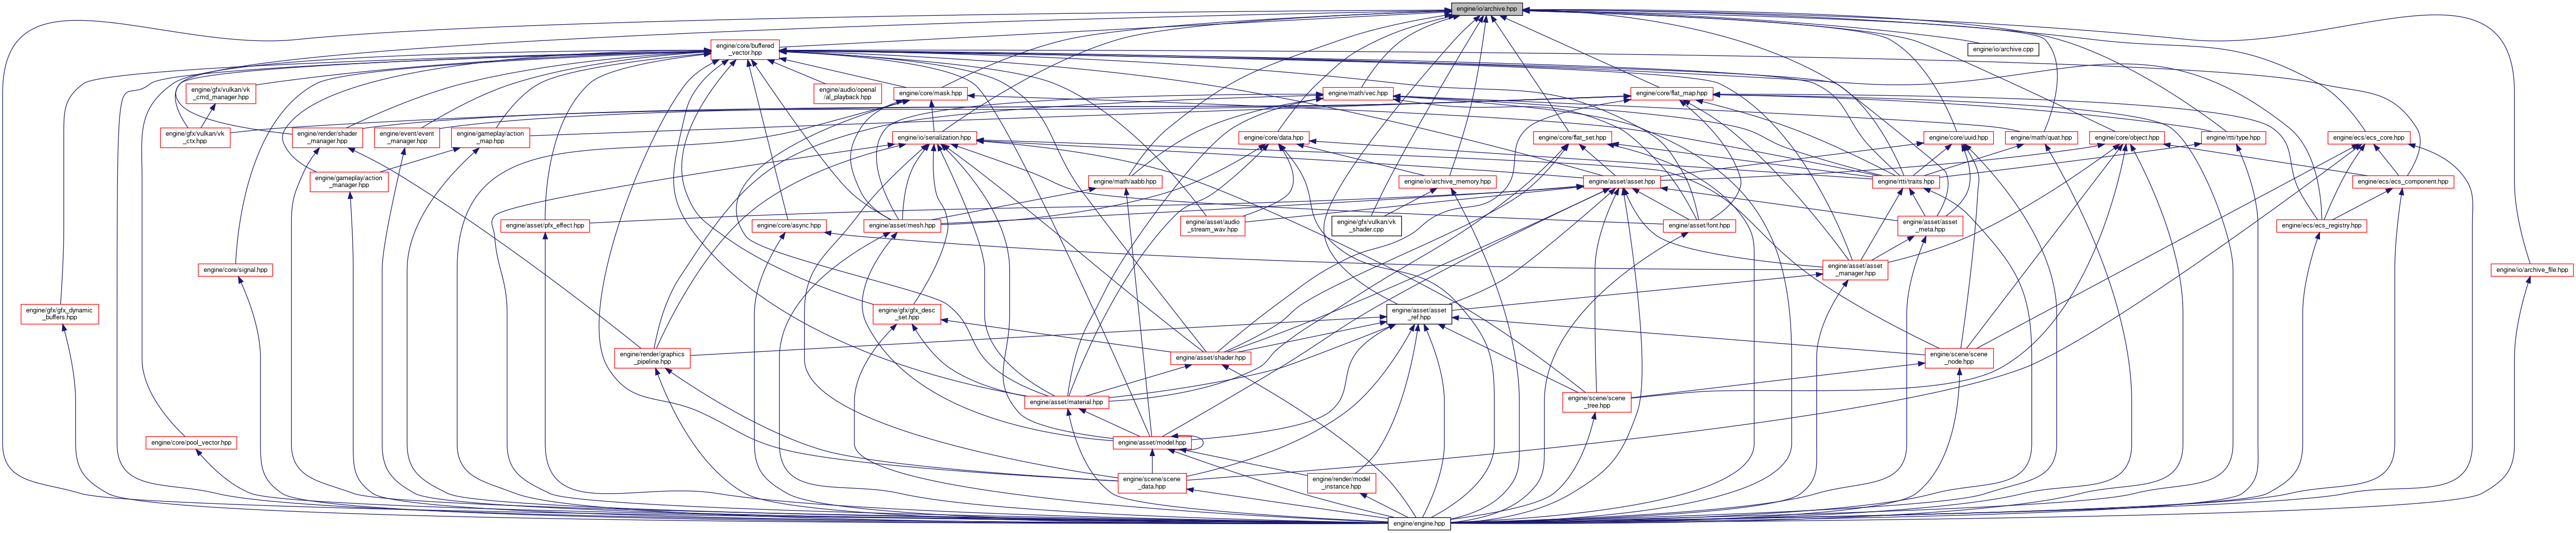 engine/io/archive.hpp
engine/core/buffered
_vector.hpp
engine/io/archive.cpp
engine/gfx/vulkan/vk
_cmd_manager.hpp
engine/audio/openal
/al_playback.hpp
engine/core/mask.hpp
engine/math/vec.hpp
engine/core/flat_map.hpp
engine/gfx/vulkan/vk
_ctx.hpp
engine/render/shader
_manager.hpp
engine/event/event
_manager.hpp
engine/gameplay/action
_map.hpp
engine/io/serialization.hpp
engine/core/data.hpp
engine/core/flat_set.hpp
engine/core/uuid.hpp
engine/math/quat.hpp
engine/core/object.hpp
engine/rtti/type.hpp
engine/ecs/ecs_core.hpp
engine/gameplay/action
_manager.hpp
engine/math/aabb.hpp
engine/io/archive_memory.hpp
engine/asset/asset.hpp
engine/rtti/traits.hpp
engine/ecs/ecs_component.hpp
engine/asset/pfx_effect.hpp
engine/core/async.hpp
engine/asset/mesh.hpp
engine/asset/audio
_stream_wav.hpp
engine/gfx/vulkan/vk
_shader.cpp
engine/asset/font.hpp
engine/asset/asset
_meta.hpp
engine/ecs/ecs_registry.hpp
engine/core/signal.hpp
engine/asset/asset
_manager.hpp
engine/io/archive_file.hpp
engine/gfx/gfx_dynamic
_buffers.hpp
engine/gfx/gfx_desc
_set.hpp
engine/asset/asset
_ref.hpp
engine/render/graphics
_pipeline.hpp
engine/asset/shader.hpp
engine/scene/scene
_node.hpp
engine/asset/material.hpp
engine/scene/scene
_tree.hpp
engine/core/pool_vector.hpp
engine/asset/model.hpp
engine/scene/scene
_data.hpp
engine/render/model
_instance.hpp
engine/engine.hpp